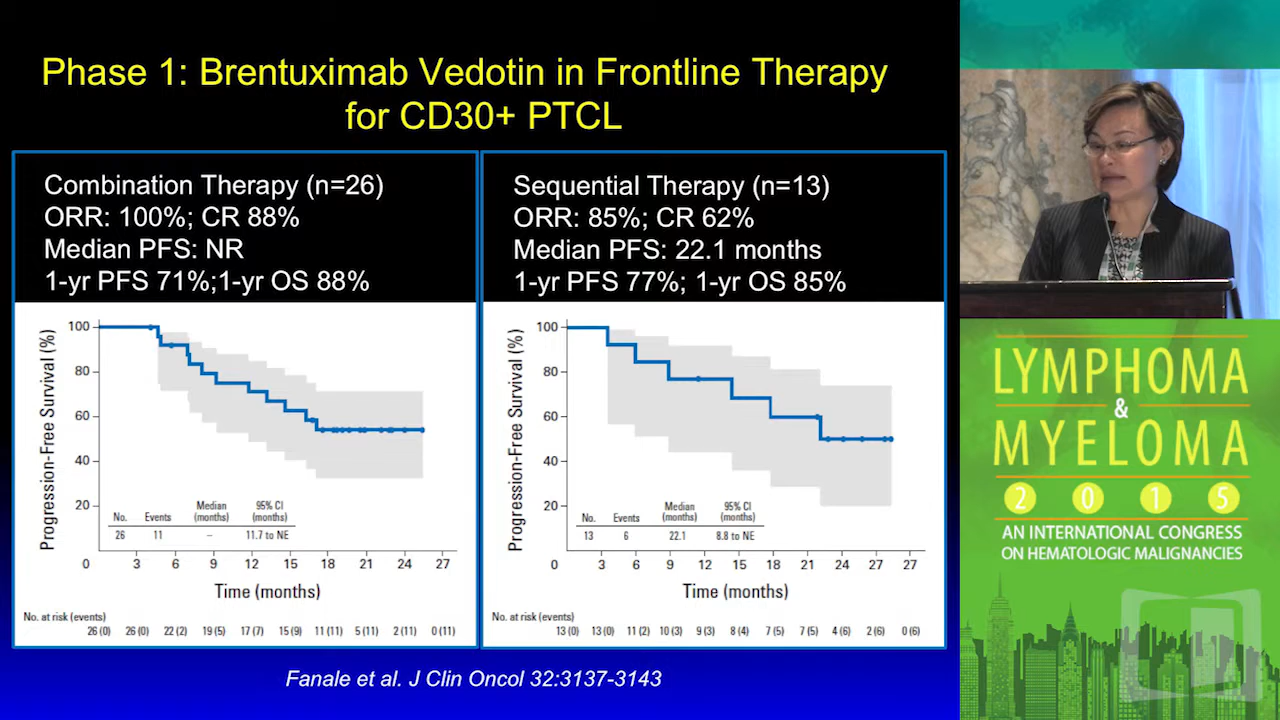 Phase 1: Brentuximab Vedotin in Frontline Therapy
for CD30+ PTCL
Combination Therapy (n=26)
ORR: 100%; CR 88%
Median PFS: NR
1-yr PFS 71%;1-yr OS 88%
Progression-Free Survival (%)
100
80
60
40
20
0 3 6 9 12 15 18 21 24 27
No. Events Median (months) 95% CI (months)
26 11 – 11.7 to NE
Time (months)
No. at risk (events)
26 (0) 26 (0) 22 (2) 19 (5) 17 (7) 15 (9) 11 (11) 5 (11) 2 (11) 0 (11)
Sequential Therapy (n=13)
ORR: 85%; CR 62%
Median PFS: 22.1 months
1-yr PFS 77%; 1-yr OS 85%
Progression-Free Survival (%)
100
80
60
40
20
0 3 6 9 12 15 18 21 24 27 27
No. Events Median (months) 95% CI (months)
13 6 22.1 8.8 to NE
Time (months)
No. at risk (events)
13 (0) 13 (0) 11 (2) 10 (3) 9 (3) 8 (4) 7 (5) 7 (5) 4 (6) 2 (6) 0 (6)
Fanale et al. J Clin Oncol 32:3137-3143
LYMPHOMA
&
MYELOMA
2 0 1 5
AN INTERNATIONAL CONGRESS
ON HEMATOLOGIC MALIGNANCIES